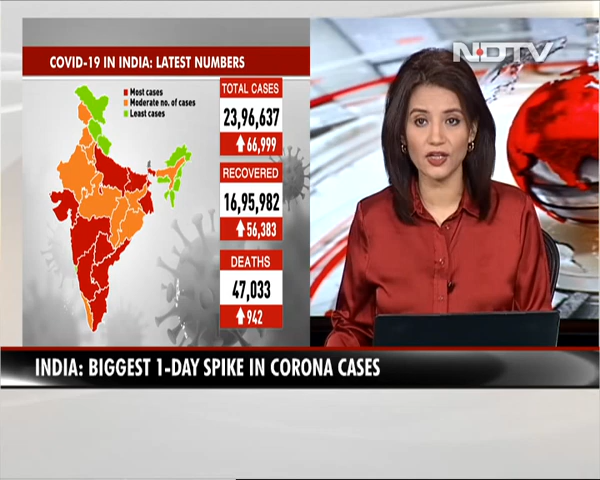 COVID-19 IN INDIA: LATEST NUMBERS
Most cases
Moderate no. of cases
Least cases
TOTAL CASES
23,96,637
66,999
RECOVERED
16,95,982
56,383
DEATHS
47,033
942
NDTV
INDIA: BIGGEST 1-DAY SPIKE IN CORONA CASES